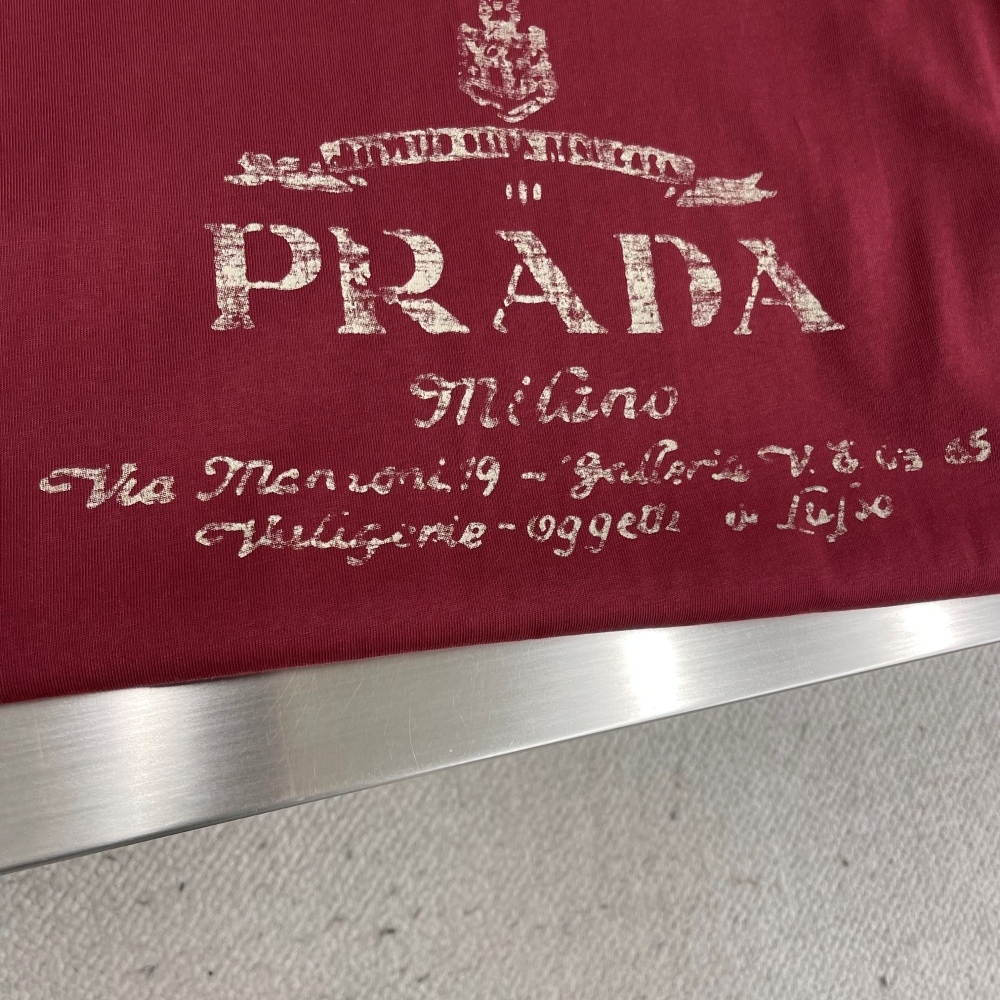 PRADA
Milano
Via Manzoni 19 - Galleria V. E 63 65
Valigerie - oggetti di Lusso